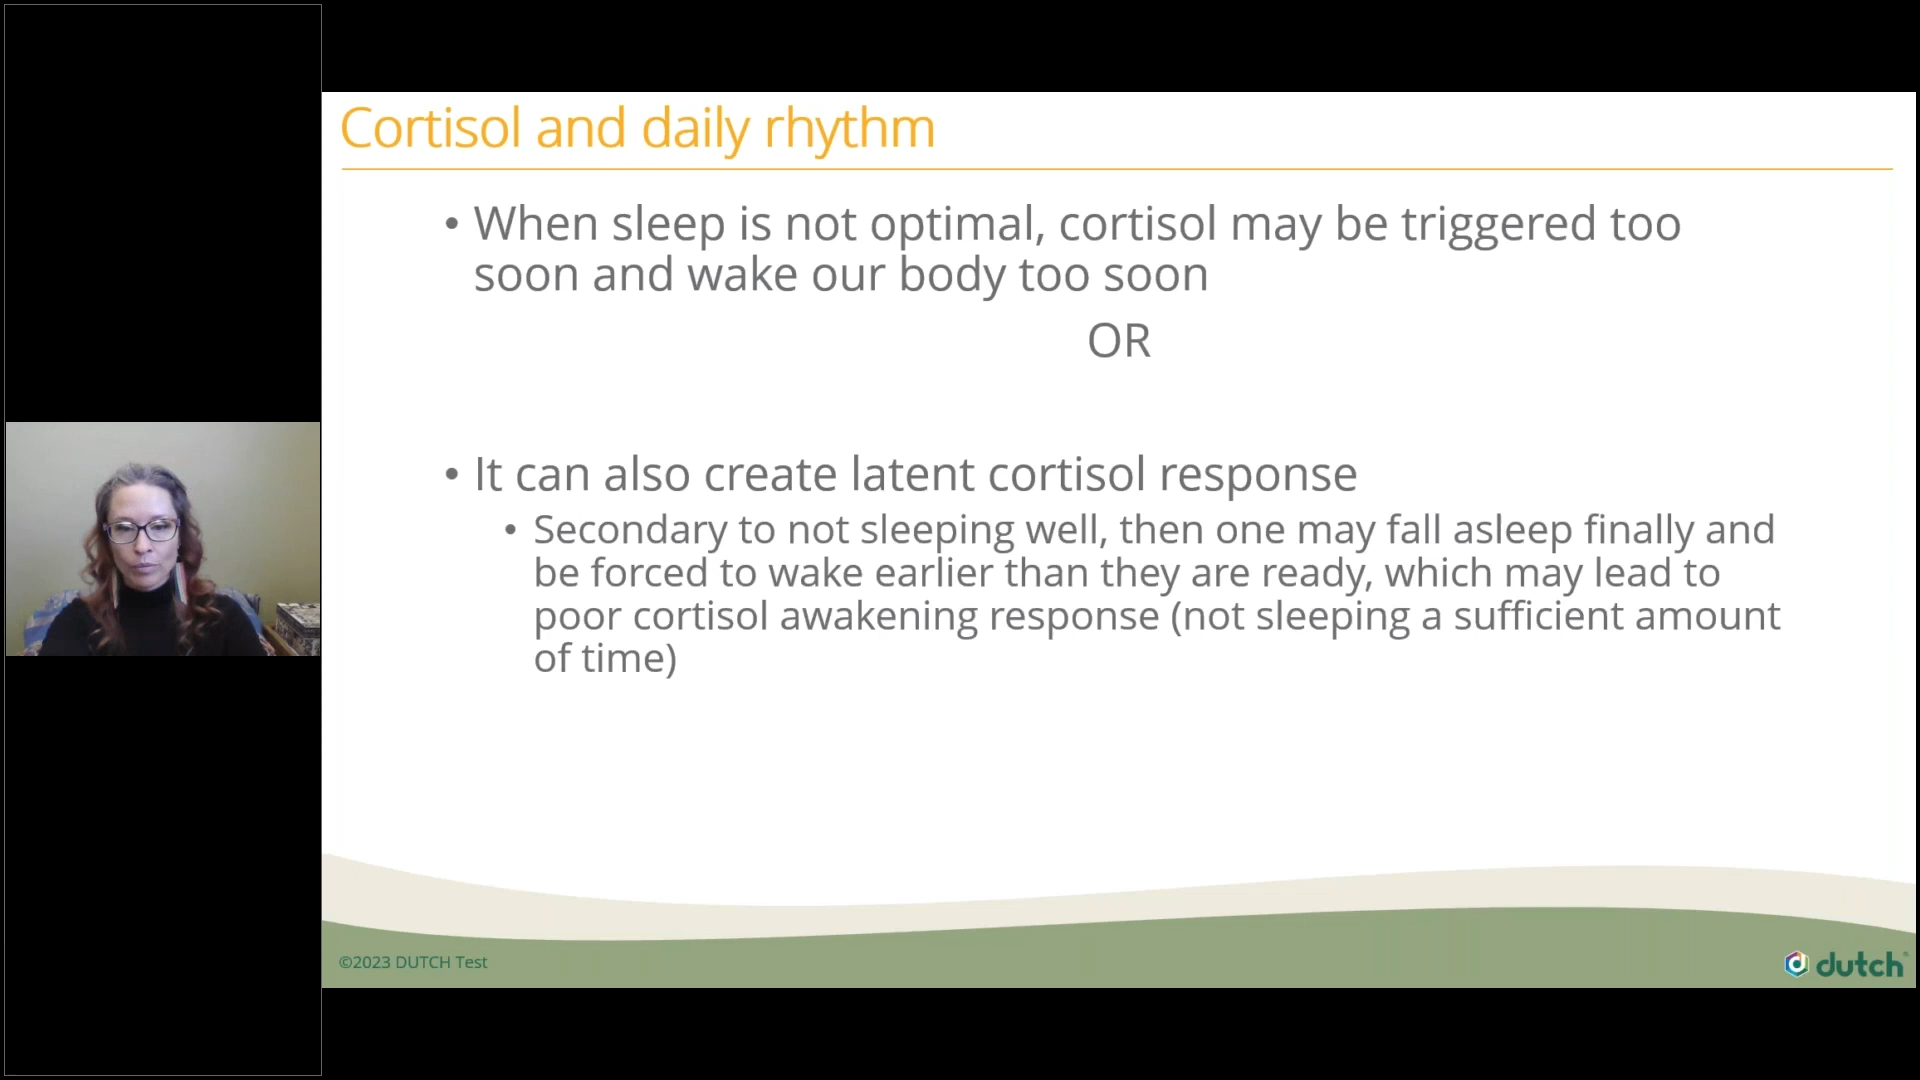 Cortisol and daily rhythm
• When sleep is not optimal, cortisol may be triggered too
soon and wake our body too soon
OR
• It can also create latent cortisol response
• Secondary to not sleeping well, then one may fall asleep finally and
be forced to wake earlier than they are ready, which may lead to
poor cortisol awakening response (not sleeping a sufficient amount
of time)
©2023 DUTCH Test
dutch